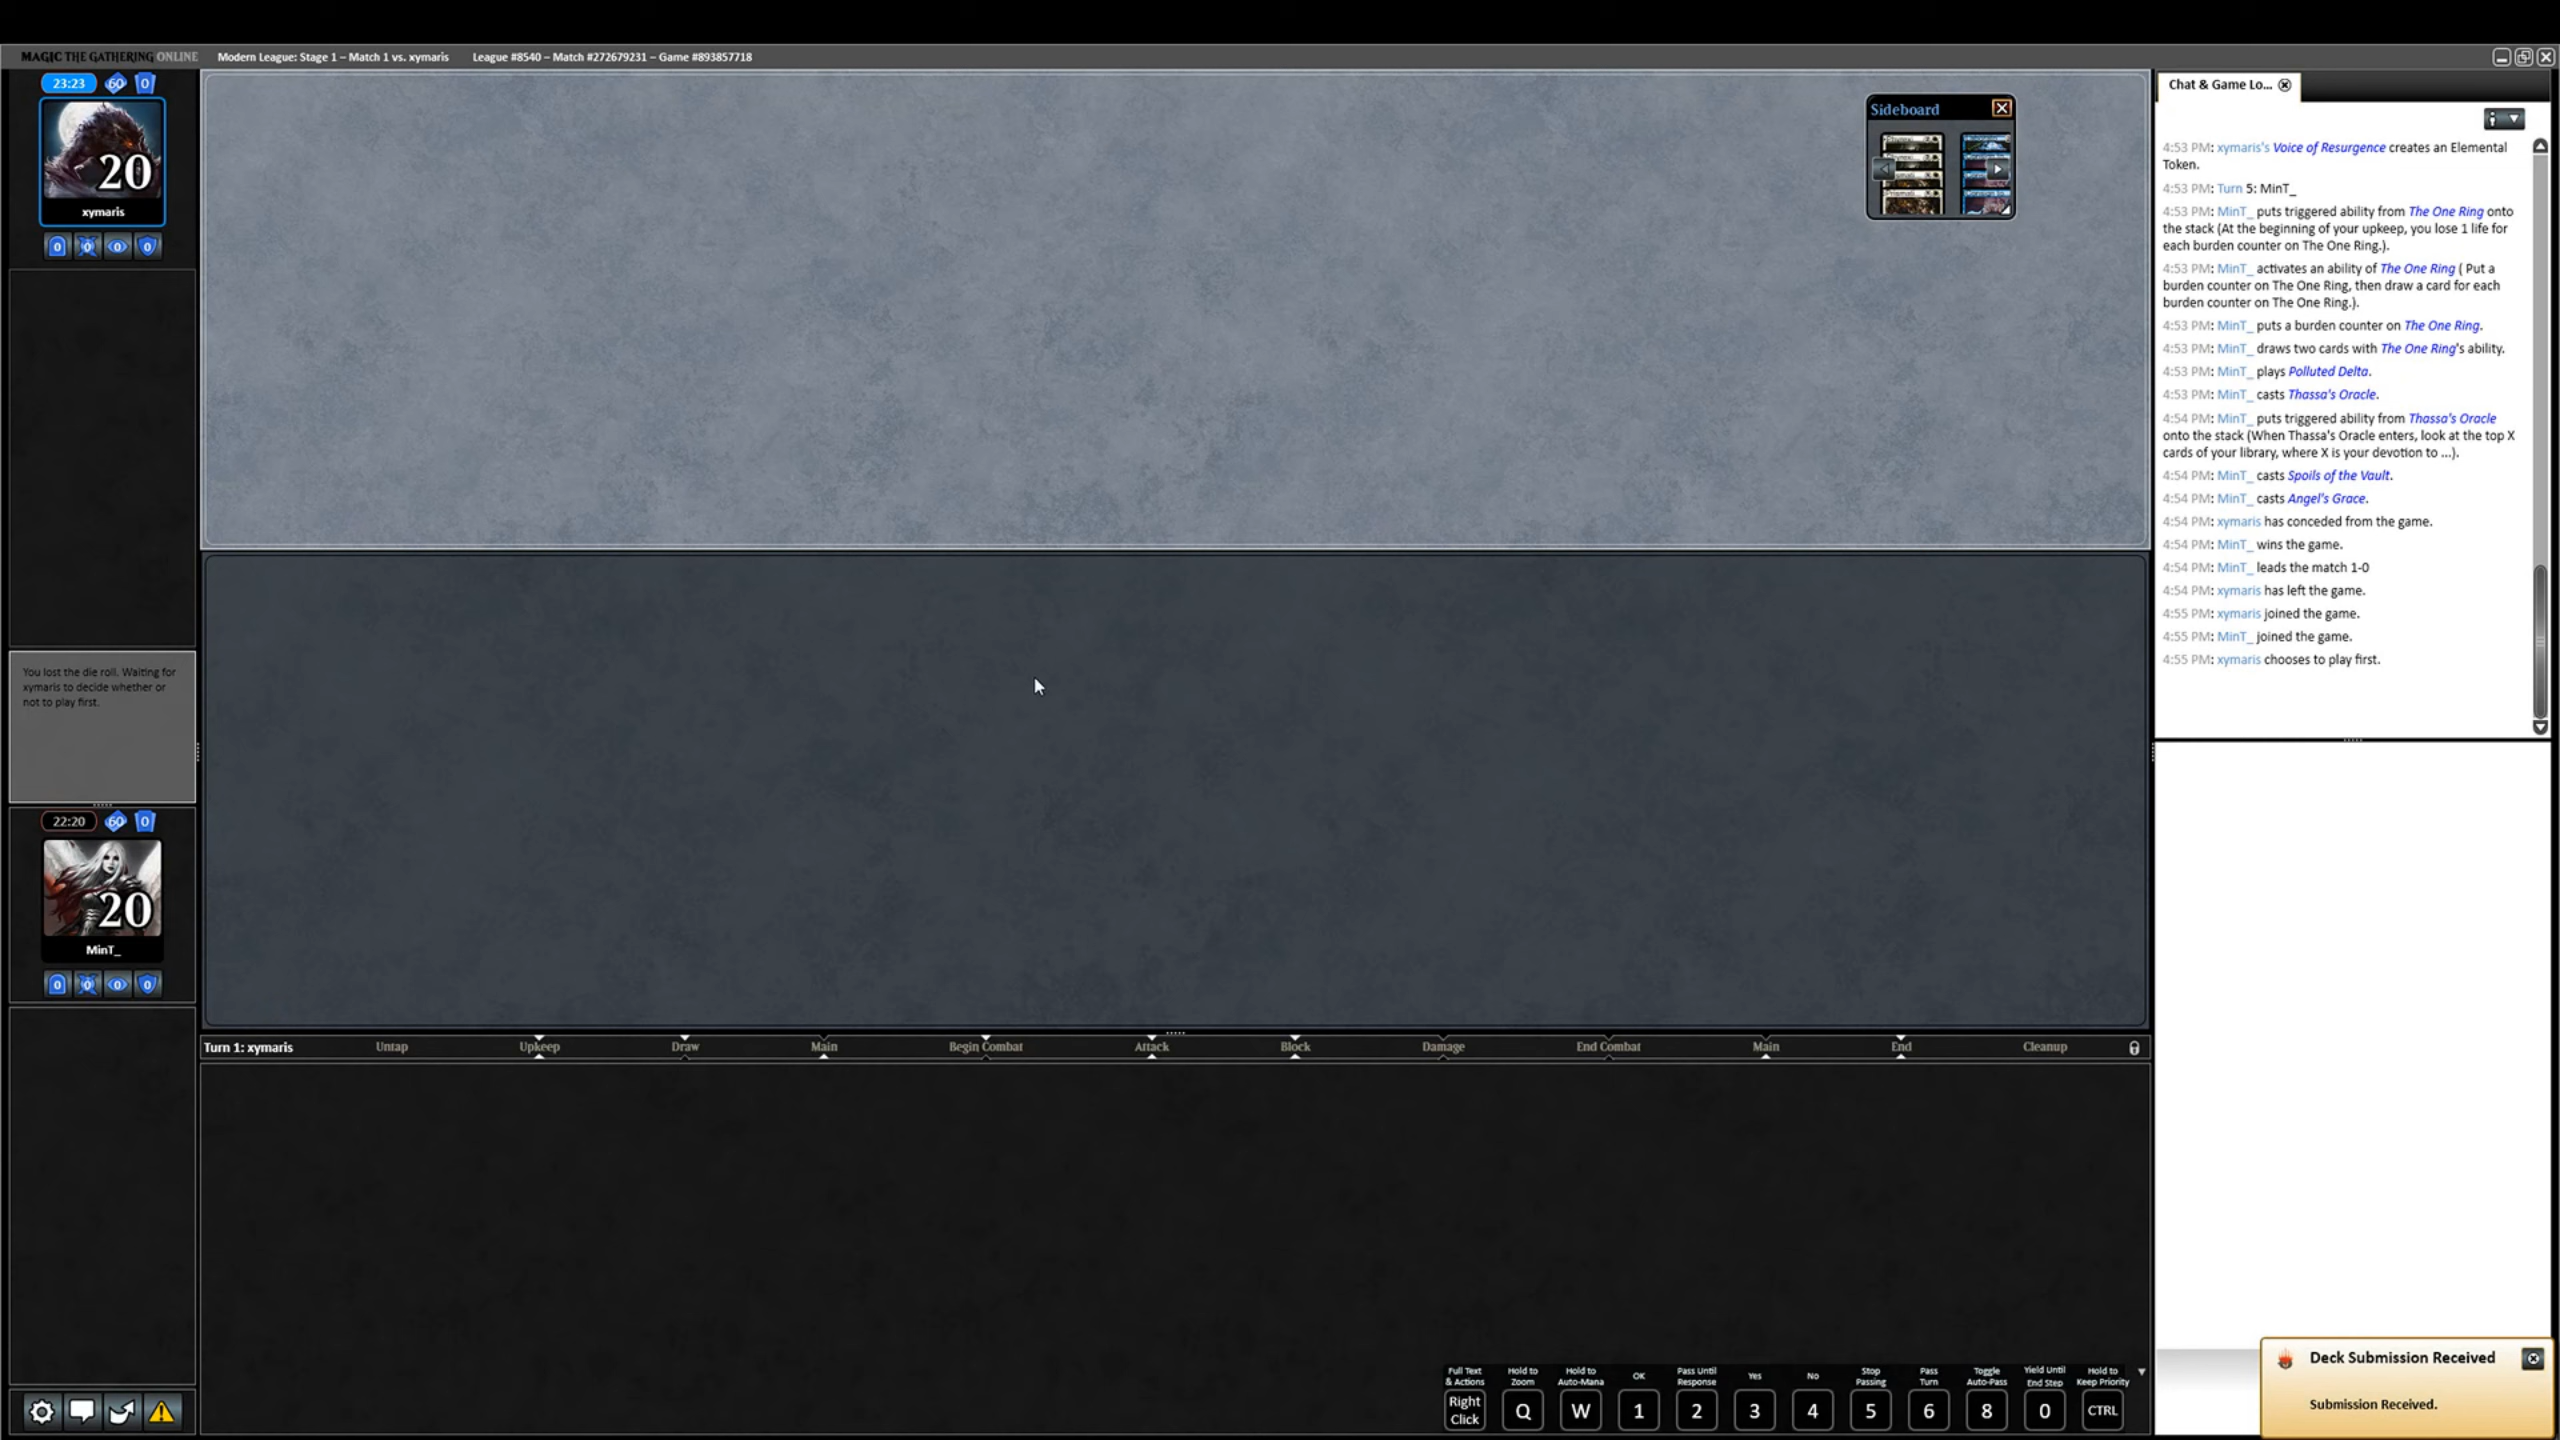 MAGIC THE GATHERING ONLINE
Modern League: Stage 1 – Match 1 vs. xymaris
League #8540 – Match #272679231 – Game #893857718
23:23
60
0
20
xymaris
0
0
0
0
You lost the die roll. Waiting for
xymaris to decide whether or
not to play first.
22:20
60
0
20
MinT_
0
0
0
0
Sideboard
Turn 1: xymaris
Untap
Upkeep
Draw
Main
Begin Combat
Attack
Block
Damage
End Combat
Main
End
Cleanup
Full Text
& Actions
Right
Click
Hold to
Zoom
Q
Hold to
Auto-Mana
W
OK
1
Pass Until
Response
2
Yes
3
No
4
Stop
Passing
5
Pass
Turn
6
Toggle
Auto-Pass
8
Yield Until
End Step
0
Hold to
Keep Priority
CTRL
Chat & Game Lo...
4:53 PM: xymaris's Voice of Resurgence creates an Elemental
Token.
4:53 PM: Turn 5: MinT_
4:53 PM: MinT_ puts triggered ability from The One Ring onto
the stack (At the beginning of your upkeep, you lose 1 life for
each burden counter on The One Ring.).
4:53 PM: MinT_ activates an ability of The One Ring ( Put a
burden counter on The One Ring, then draw a card for each
burden counter on The One Ring.).
4:53 PM: MinT_ puts a burden counter on The One Ring.
4:53 PM: MinT_ draws two cards with The One Ring's ability.
4:53 PM: MinT_ plays Polluted Delta.
4:53 PM: MinT_ casts Thassa's Oracle.
4:54 PM: MinT_ puts triggered ability from Thassa's Oracle
onto the stack (When Thassa's Oracle enters, look at the top X
cards of your library, where X is your devotion to ...).
4:54 PM: MinT_ casts Spoils of the Vault.
4:54 PM: MinT_ casts Angel's Grace.
4:54 PM: xymaris has conceded from the game.
4:54 PM: MinT_ wins the game.
4:54 PM: MinT_ leads the match 1-0
4:54 PM: xymaris has left the game.
4:55 PM: xymaris joined the game.
4:55 PM: MinT_ joined the game.
4:55 PM: xymaris chooses to play first.
Deck Submission Received
Submission Received.